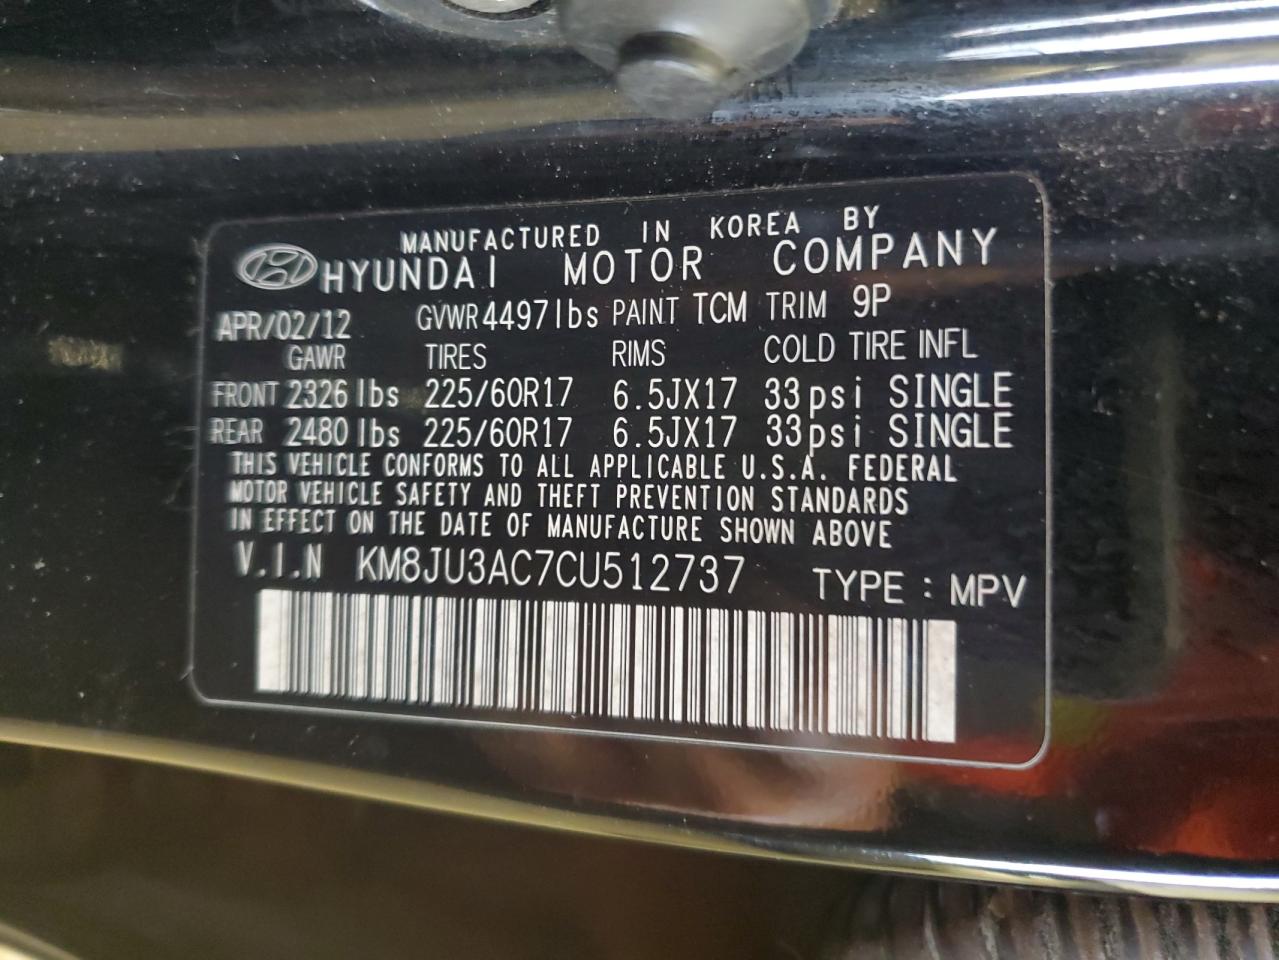 MANUFACTURED IN KOREA BY
HYUNDAI MOTOR COMPANY
APR/02/12 GVWR 4497lbs PAINT TCM TRIM 9P
GAWR TIRES RIMS COLD TIRE INFL
FRONT 2326 lbs 225/60R17 6.5JX17 33psi SINGLE
REAR 2480 lbs 225/60R17 6.5JX17 33psi SINGLE
THIS VEHICLE CONFORMS TO ALL APPLICABLE U.S.A. FEDERAL
MOTOR VEHICLE SAFETY AND THEFT PREVENTION STANDARDS
IN EFFECT ON THE DATE OF MANUFACTURE SHOWN ABOVE
V.I.N KM8JU3AC7CU512737 TYPE : MPV